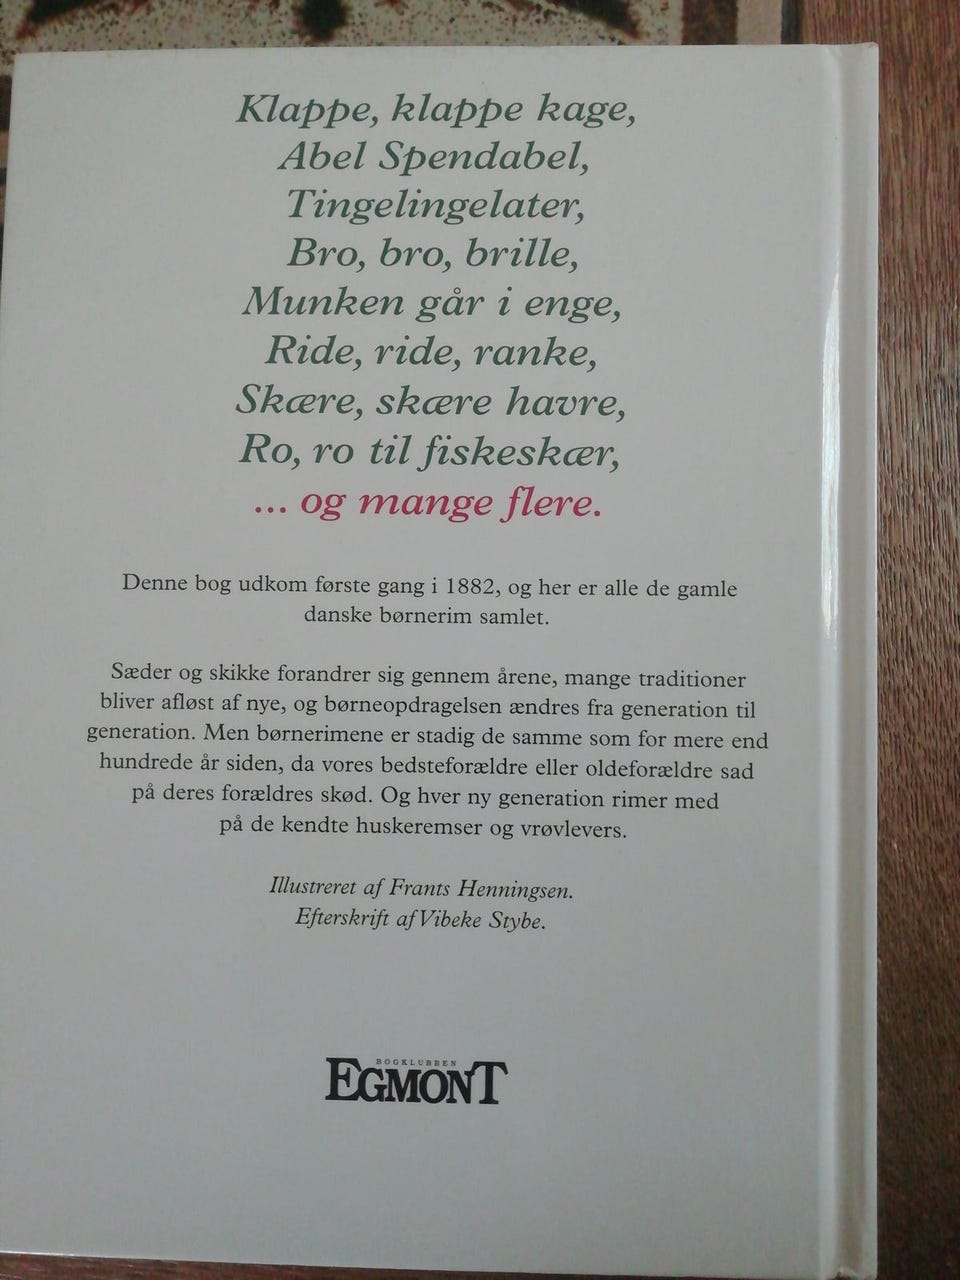 Klappe, klappe kage,
Abel Spendabel,
Tingelingelater,
Bro, bro, brille,
Munken går i enge,
Ride, ride, ranke,
Skære, skære havre,
Ro, ro til fiskeskær,
... og mange flere.
Denne bog udkom første gang i 1882, og her er alle de gamle
danske børnerim samlet.
Sæder og skikke forandrer sig gennem årene, mange traditioner
bliver afløst af nye, og børneopdragelsen ændres fra generation til
generation. Men børnerimene er stadig de samme som for mere end
hundrede år siden, da vores bedsteforældre eller oldeforældre sad
på deres forældres skød. Og hver ny generation rimer med
på de kendte huskeremser og vrøvlevers.
Illustreret af Frants Henningsen.
Efterskrift af Vibeke Stybe.
BOGKLUBBEN
EGMONT